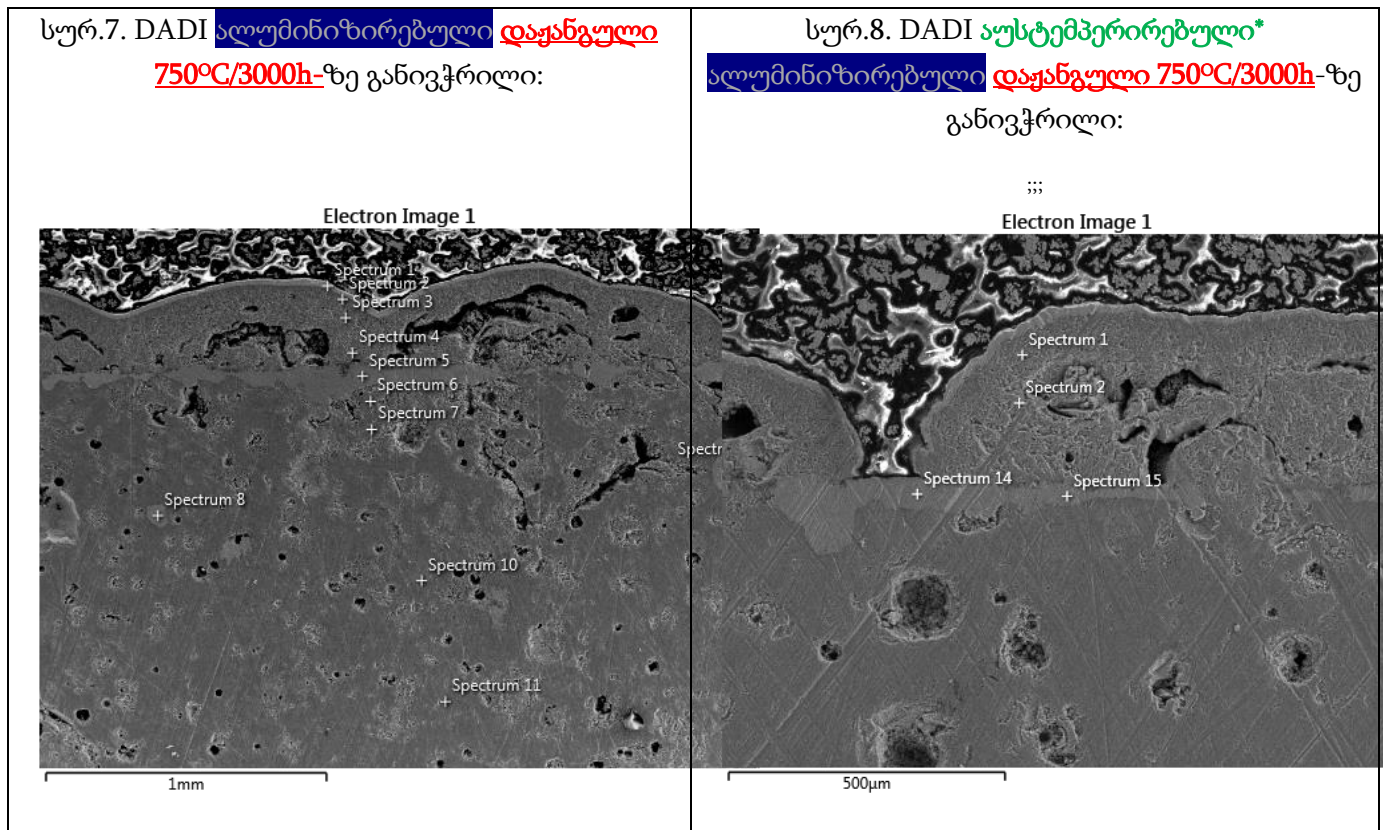 სურ.7. DADI ალუმინიზირებული დაჟანგული
750ºC/3000h-ზე განივჭრილი:
Electron Image 1
Spectrum 1
Spectrum 2
Spectrum 3
Spectrum 4
Spectrum 5
Spectrum 6
Spectrum 7
Spectr
Spectrum 8
Spectrum 10
Spectrum 11
1mm
სურ.8. DADI აუსტემპერირებული*
ალუმინიზირებული დაჟანგული 750ºC/3000h-ზე
განივჭრილი:
;;;
Electron Image 1
Spectrum 1
Spectrum 2
Spectrum 14
Spectrum 15
500µm